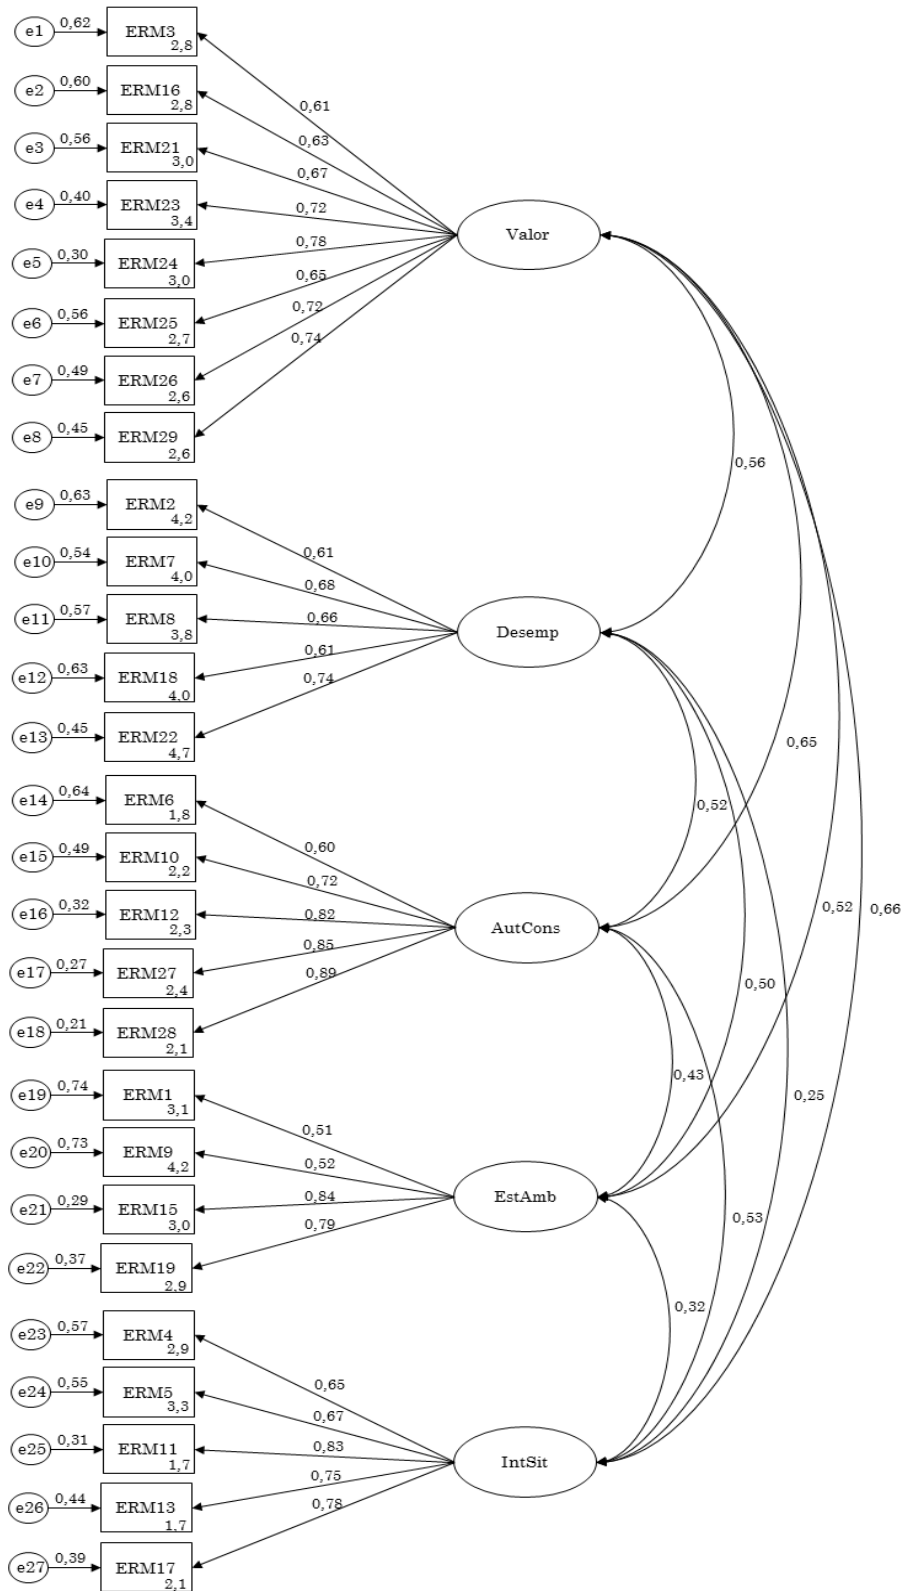 e1 0,62 ERM3 2,8
e2 0,60 ERM16 2,8
0,61
e3 0,56 ERM21 3,0
0,63
0,67
e4 0,40 ERM23 3,4
0,72
Valor
e5 0,30 ERM24 3,0
0,78
0,65
e6 0,56 ERM25 2,7
0,72
0,74
e7 0,49 ERM26 2,6
e8 0,45 ERM29 2,6
0,56
e9 0,63 ERM2 4,2
0,61
e10 0,54 ERM7 4,0
0,68
e11 0,57 ERM8 3,8
0,66
Desemp
0,61
e12 0,63 ERM18 4,0
0,74
e13 0,45 ERM22 4,7
0,65
e14 0,64 ERM6 1,8
0,52
0,60
e15 0,49 ERM10 2,2
0,72
e16 0,32 ERM12 2,3
0,82
0,52
0,66
AutCons
0,85
e17 0,27 ERM27 2,4
0,89
0,50
e18 0,21 ERM28 2,1
0,43
e19 0,74 ERM1 3,1
0,25
0,51
e20 0,73 ERM9 4,2
0,52
e21 0,29 ERM15 3,0
0,84
EstAmb
0,53
0,79
e22 0,37 ERM19 2,9
0,32
e23 0,57 ERM4 2,9
0,65
e24 0,55 ERM5 3,3
0,67
e25 0,31 ERM11 1,7
0,83
IntSit
0,75
e26 0,44 ERM13 1,7
0,78
e27 0,39 ERM17 2,1